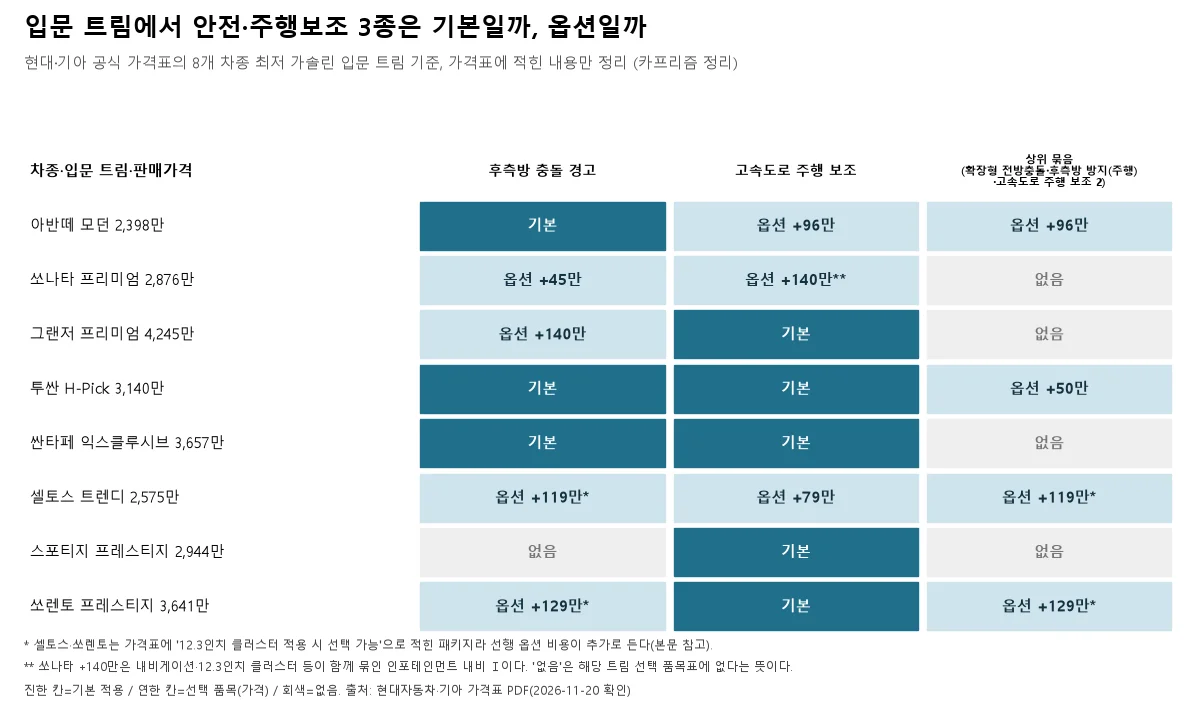 입문 트림에서 안전·주행보조 3종은 기본일까, 옵션일까
현대·기아 공식 가격표의 8개 차종 최저 가솔린 입문 트림 기준, 가격표에 적힌 내용만 정리 (카프리즘 정리)
차종·입문 트림·판매가격 후측방 충돌 경고 고속도로 주행 보조 상위 묶음
(확장형 전방충돌·후측방 방지(주행)
·고속도로 주행 보조 2)
아반떼 모던 2,398만 기본 옵션 +96만 옵션 +96만
쏘나타 프리미엄 2,876만 옵션 +45만 옵션 +140만** 없음
그랜저 프리미엄 4,245만 옵션 +140만 기본 없음
투싼 H-Pick 3,140만 기본 기본 옵션 +50만
싼타페 익스클루시브 3,657만 기본 기본 없음
셀토스 트렌디 2,575만 옵션 +119만* 옵션 +79만 옵션 +119만*
스포티지 프레스티지 2,944만 없음 기본 없음
쏘렌토 프레스티지 3,641만 옵션 +129만* 기본 옵션 +129만*
* 셀토스·쏘렌토는 가격표에 '12.3인치 클러스터 적용 시 선택 가능'으로 적힌 패키지라 선행 옵션 비용이 추가로 든다(본문 참고).
** 쏘나타 +140만은 내비게이션·12.3인치 클러스터 등이 함께 묶인 인포테인먼트 내비 Ⅰ이다. '없음'은 해당 트림 선택 품목표에 없다는 뜻이다.
진한 칸=기본 적용 / 연한 칸=선택 품목(가격) / 회색=없음. 출처: 현대자동차·기아 가격표 PDF(2026-11-20 확인)